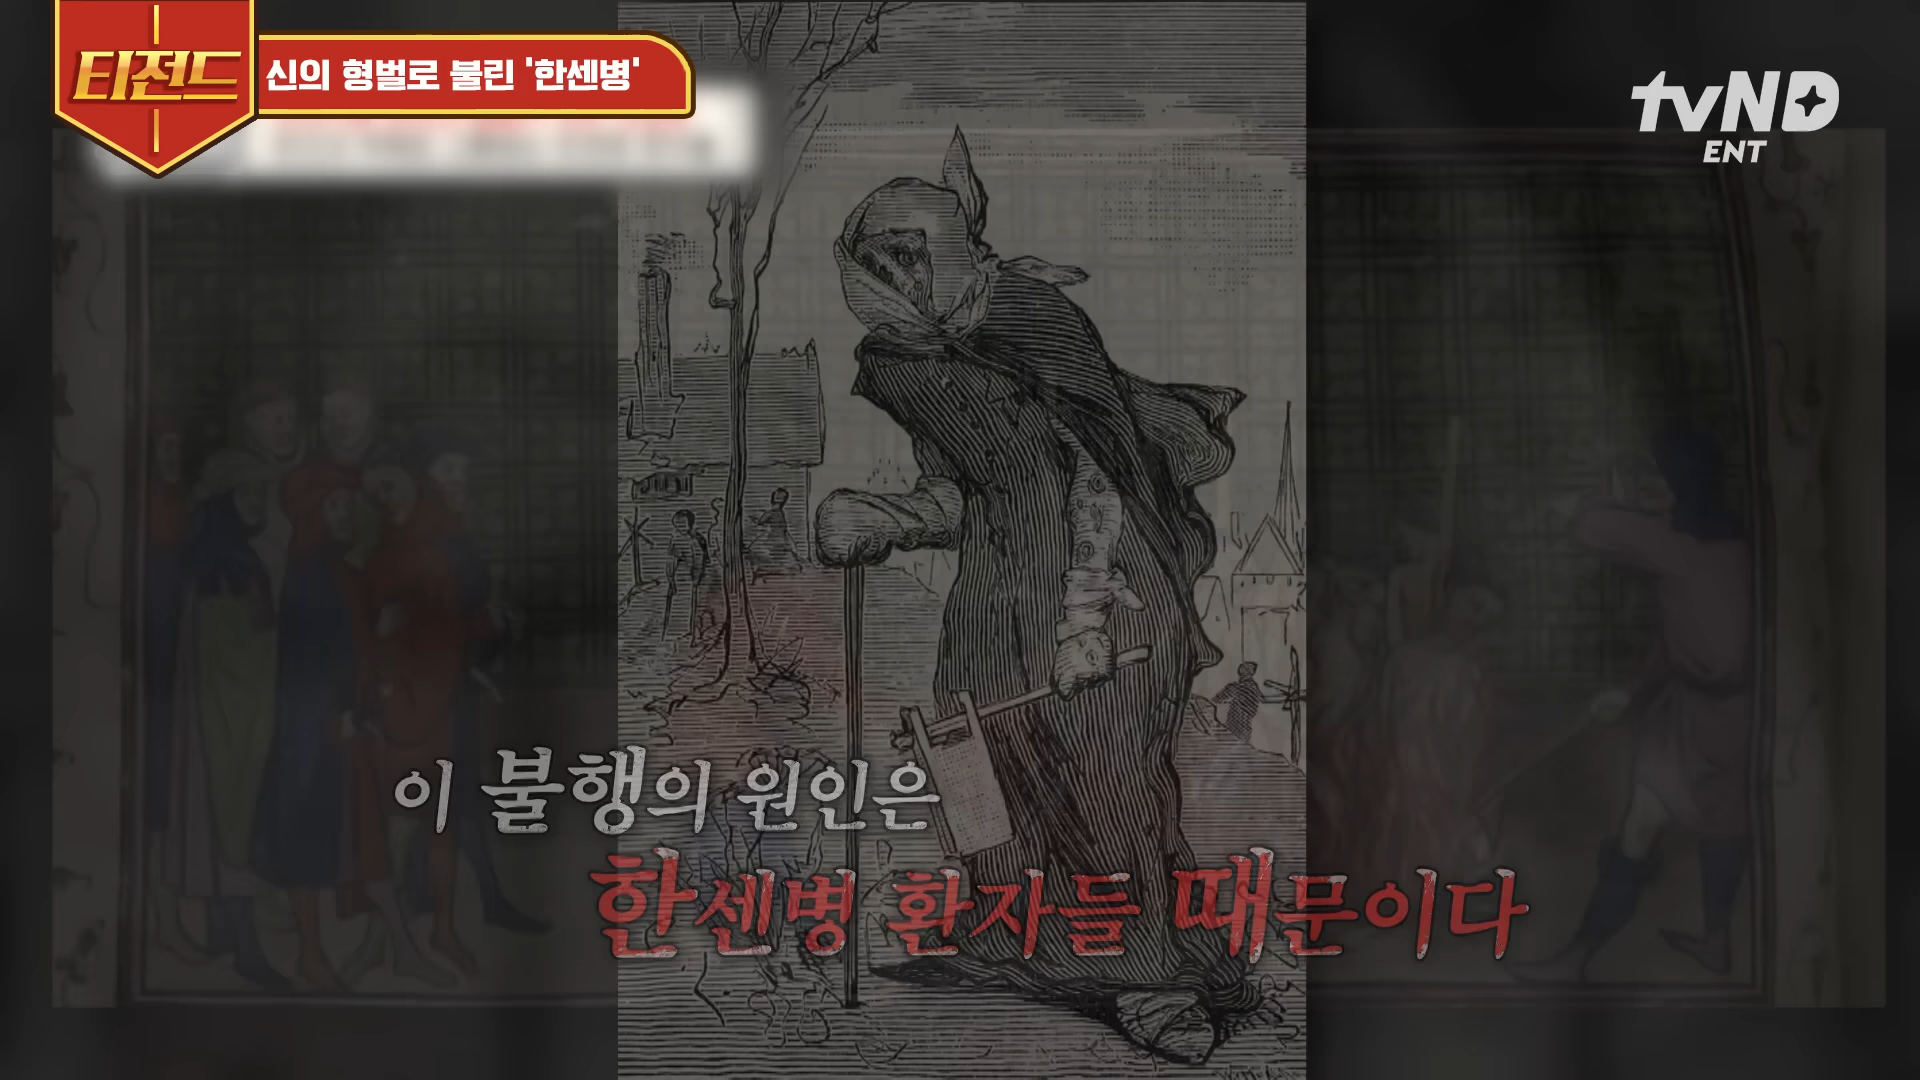 티전드
신의 형벌로 불린 '한센병'
tvND
ENT
이 불행의 원인은
한센병 환자들 때문이다